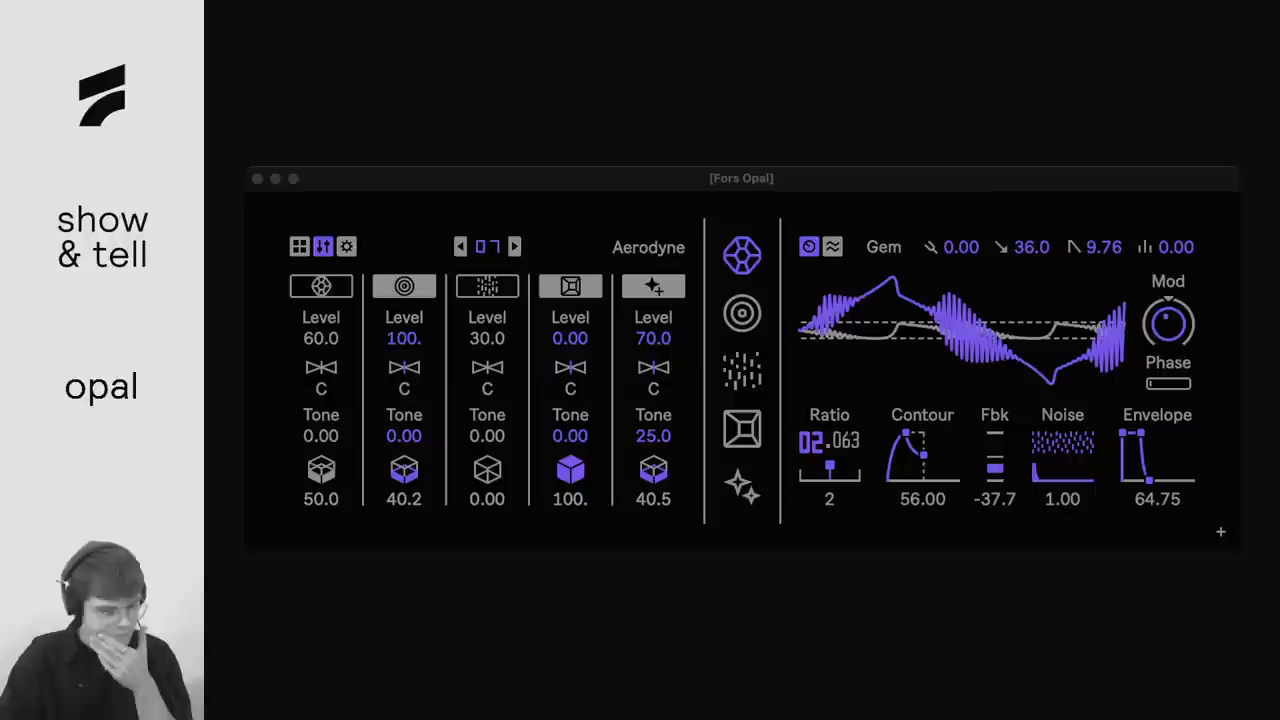 show
& tell
opal
[Fors Opal]
07 Aerodyne
Level Level Level Level Level
60.0 100. 30.0 0.00 70.0
C C C C C
Tone Tone Tone Tone Tone
0.00 0.00 0.00 0.00 25.0
50.0 40.2 0.00 100. 40.5
Gem 0.00 36.0 9.76 0.00
Mod
Phase
Ratio Contour Fbk Noise Envelope
02.063
2 56.00 -37.7 1.00 64.75
+